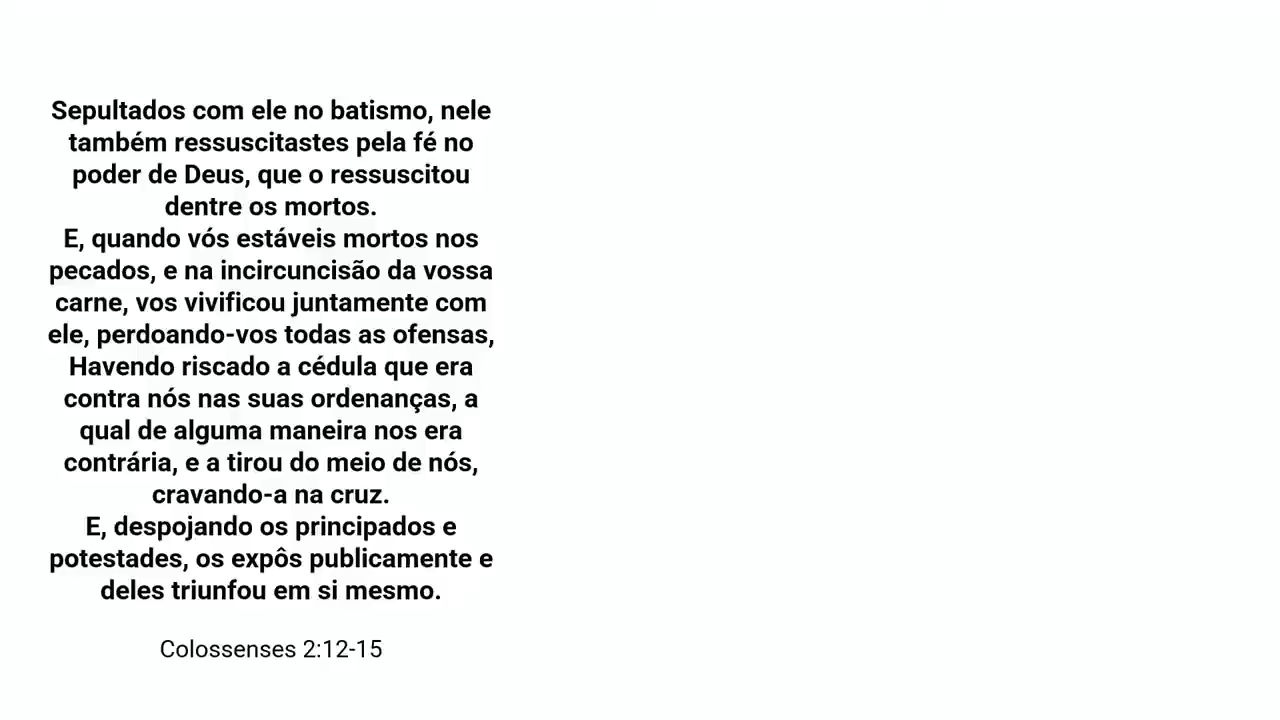 Sepultados com ele no batismo, nele
também ressuscitastes pela fé no
poder de Deus, que o ressuscitou
dentre os mortos.
E, quando vós estáveis mortos nos
pecados, e na incircuncisão da vossa
carne, vos vivificou juntamente com
ele, perdoando-vos todas as ofensas,
Havendo riscado a cédula que era
contra nós nas suas ordenanças, a
qual de alguma maneira nos era
contrária, e a tirou do meio de nós,
cravando-a na cruz.
E, despojando os principados e
potestades, os expôs publicamente e
deles triunfou em si mesmo.
Colossenses 2:12-15